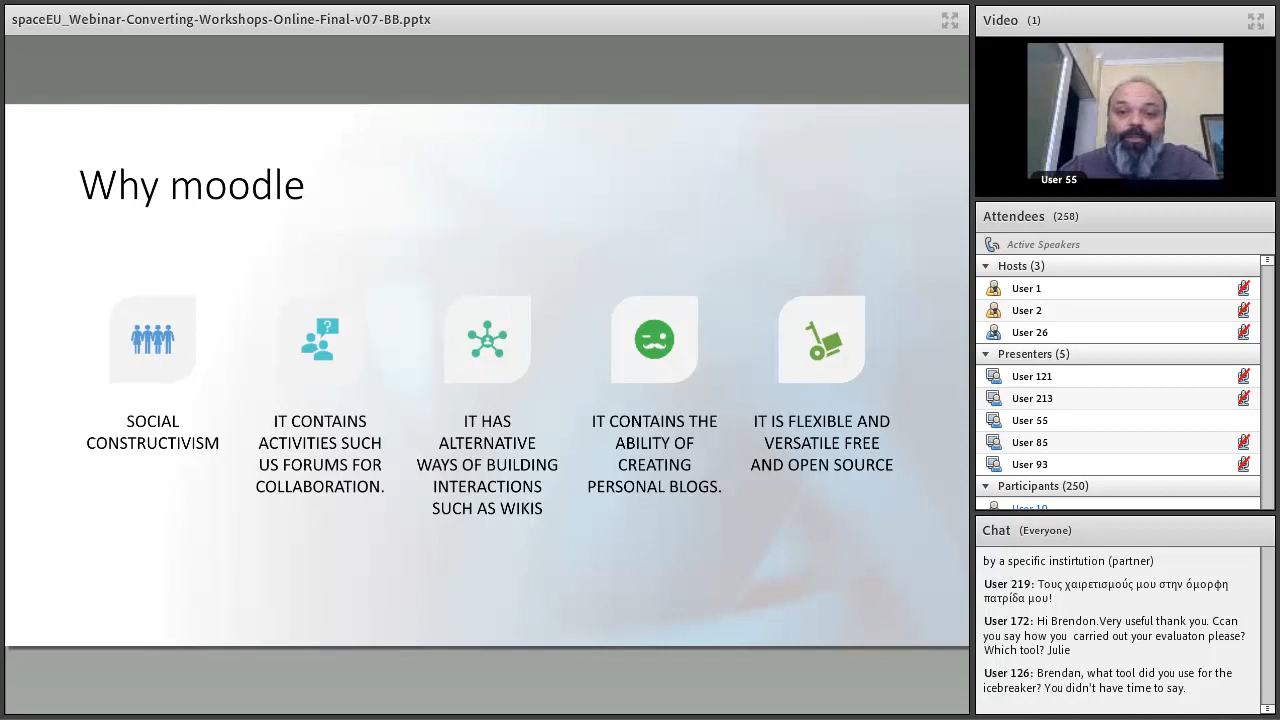 spaceEU_Webinar-Converting-Workshops-Online-Final-v07-BB.pptx
Why moodle
SOCIAL
CONSTRUCTIVISM
IT CONTAINS
ACTIVITIES SUCH
US FORUMS FOR
COLLABORATION.
IT HAS
ALTERNATIVE
WAYS OF BUILDING
INTERACTIONS
SUCH AS WIKIS
IT CONTAINS THE
ABILITY OF
CREATING
PERSONAL BLOGS.
IT IS FLEXIBLE AND
VERSATILE FREE
AND OPEN SOURCE
Video (1)
User 55
Attendees (258)
Active Speakers
Hosts (3)
User 1
User 2
User 26
Presenters (5)
User 121
User 213
User 55
User 85
User 93
Participants (250)
Chat (Everyone)
by a specific instirtution (partner)
User 219: Τους χαιρετισμούς μου στην όμορφη
πατρίδα μου!
User 172: Hi Brendon.Very useful thank you. Ccan
you say how you carried out your evaluaton please?
Which tool? Julie
User 126: Brendan, what tool did you use for the
icebreaker? You didn't have time to say.